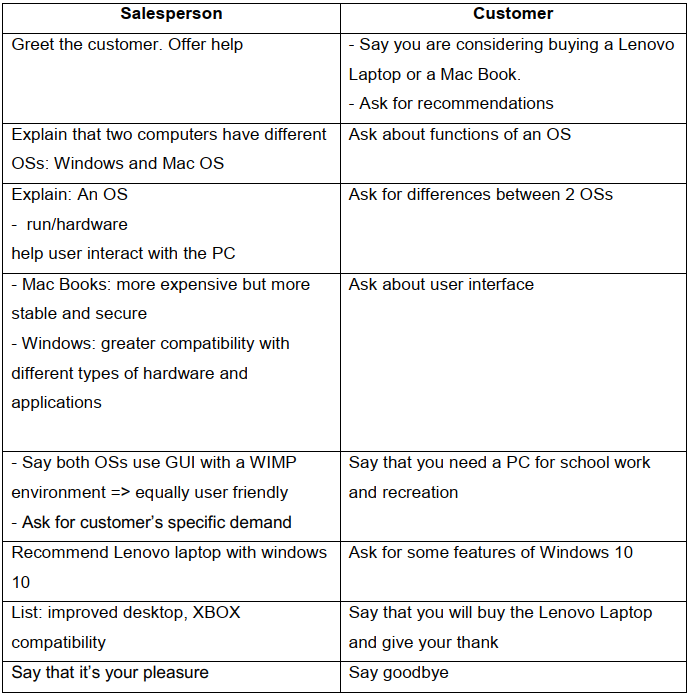 Salesperson
Customer
Greet the customer. Offer help
- Say you are considering buying a Lenovo
Laptop or a Mac Book.
- Ask for recommendations
Explain that two computers have different
OSs: Windows and Mac OS
Ask about functions of an OS
Explain: An OS
- run/hardware
help user interact with the PC
Ask for differences between 2 OSs
- Mac Books: more expensive but more
stable and secure
- Windows: greater compatibility with
different types of hardware and
applications
Ask about user interface
- Say both OSs use GUI with a WIMP
environment => equally user friendly
- Ask for customer's specific demand
Say that you need a PC for school work
and recreation
Recommend Lenovo laptop with windows
10
Ask for some features of Windows 10
List: improved desktop, XBOX
compatibility
Say that you will buy the Lenovo Laptop
and give your thank
Say that it's your pleasure
Say goodbye